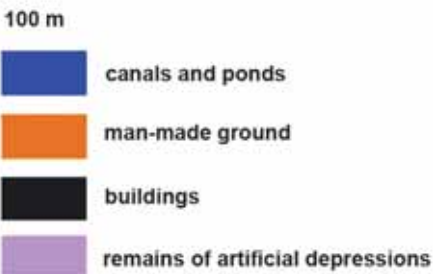 100 m
canals and ponds
man-made ground
buildings
remains of artificial depressions